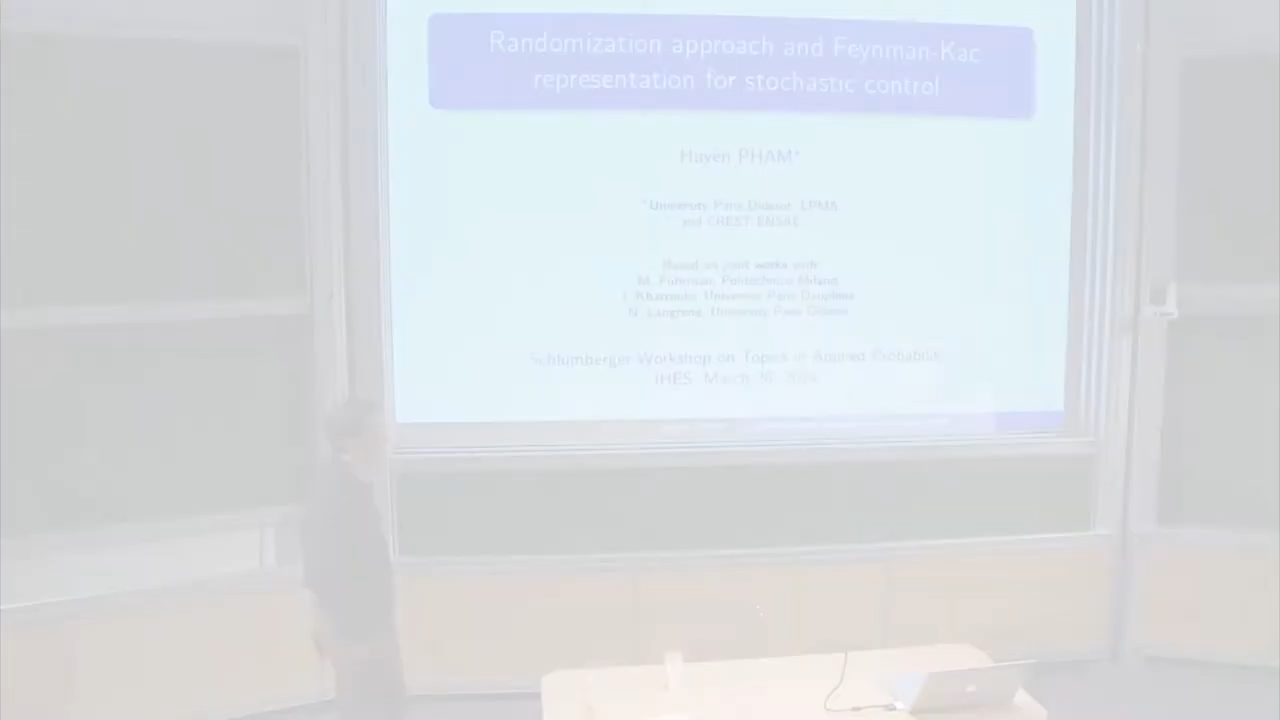 Randomization approach and Feynman-Kac
representation for stochastic control
Huyen PHAM*
*University Paris Diderot, LPMA
and CREST-ENSAE
Based on joint works with
M. Fuhrman, Politecnico Milano
I. Kharroubi, University Paris Dauphine
N. Langrené, University Paris Diderot
Schlumberger Workshop on Topics in Applied Probability
IHES, March